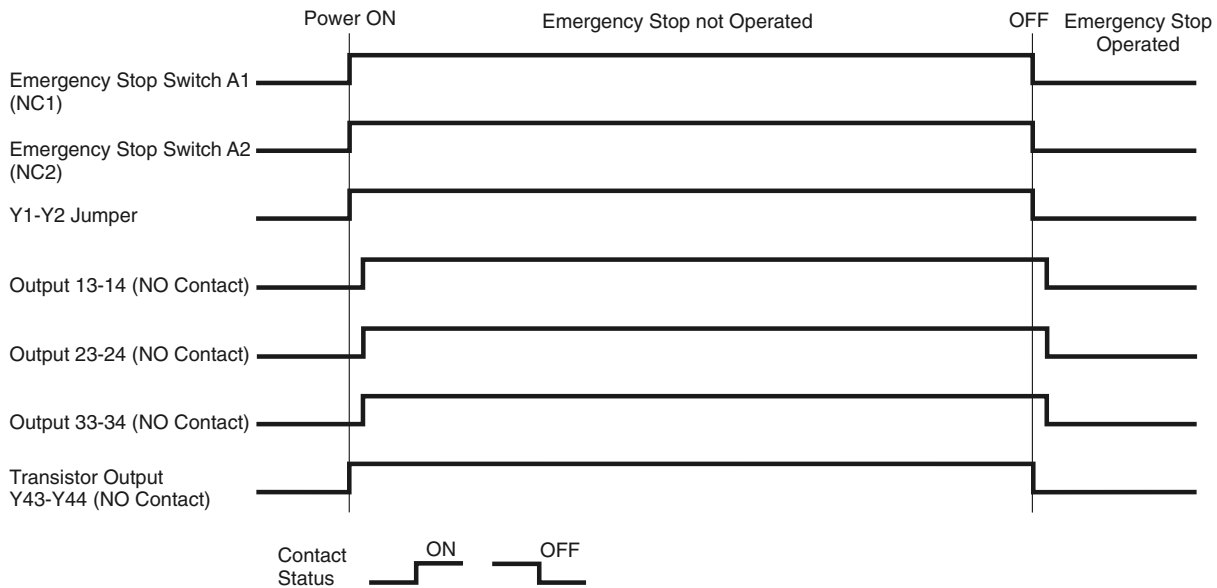 Power ON
Emergency Stop not Operated
OFF
Emergency Stop
Operated
Emergency Stop Switch A1
(NC1)
Emergency Stop Switch A2
(NC2)
Y1-Y2 Jumper
Output 13-14 (NO Contact)
Output 23-24 (NO Contact)
Output 33-34 (NO Contact)
Transistor Output
Y43-Y44 (NO Contact)
Contact
Status
ON
OFF